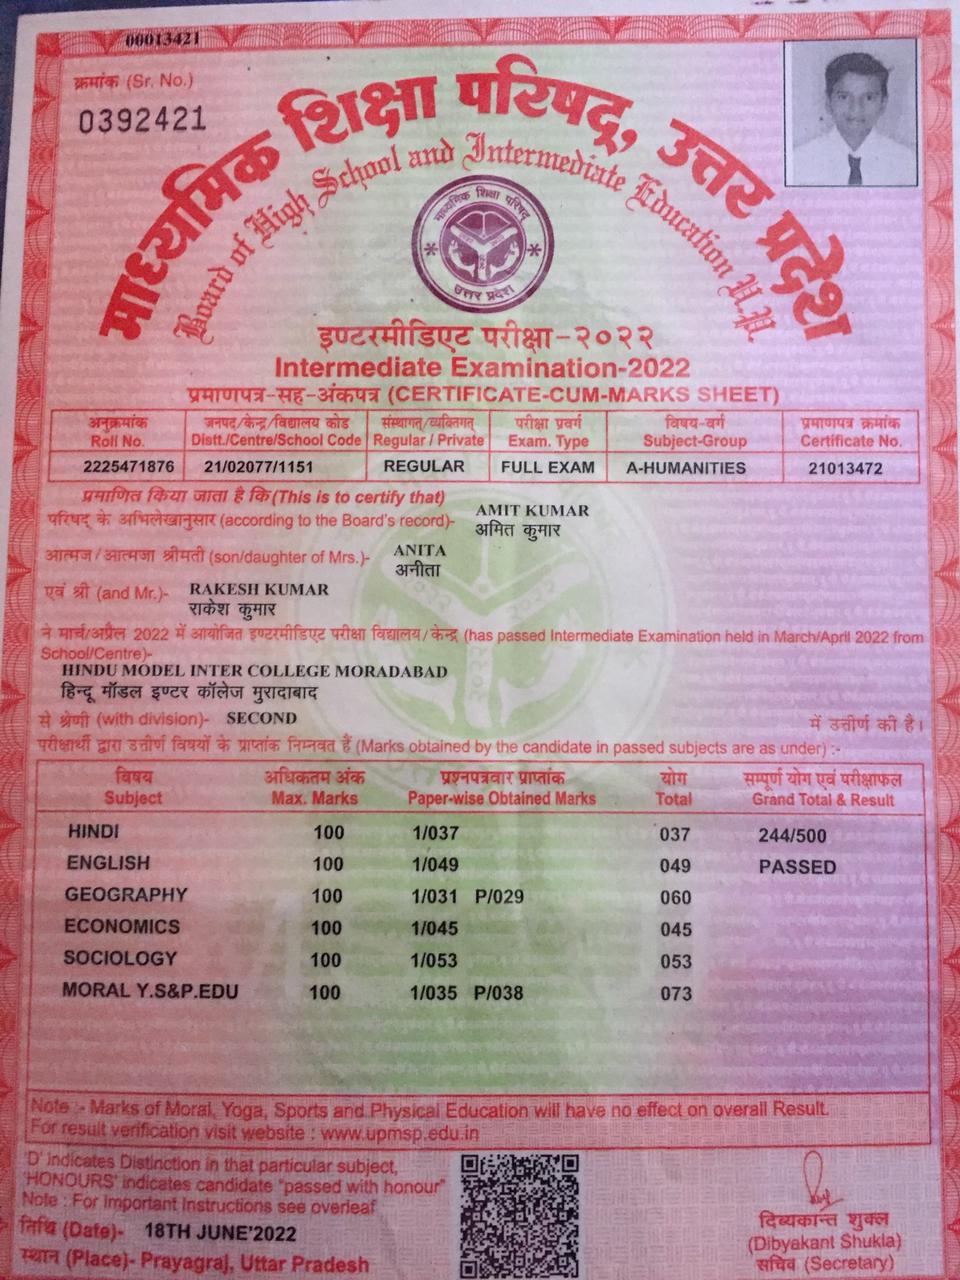 00013421
क्रमांक (Sr. No.)
0392421
माध्यमिक शिक्षा परिषद्, उत्तर प्रदेश
Board of High School and Intermediate Education U.P.
माध्यमिक शिक्षा परिषद
उत्तर प्रदेश
इण्टरमीडिएट परीक्षा-२०२२
Intermediate Examination-2022
प्रमाणपत्र-सह-अंकपत्र (CERTIFICATE-CUM-MARKS SHEET)
अनुक्रमांक जनपद/केन्द्र/विद्यालय कोड संस्थागत/व्यक्तिगत परीक्षा प्रवर्ग विषय-वर्ग प्रमाणपत्र क्रमांक
Roll No. Distt./Centre/School Code Regular / Private Exam. Type Subject-Group Certificate No.
2225471876 21/02077/1151 REGULAR FULL EXAM A-HUMANITIES 21013472
प्रमाणित किया जाता है कि (This is to certify that)
परिषद् के अभिलेखानुसार (according to the Board's record)- AMIT KUMAR
अमित कुमार
आत्मज/आत्मजा श्रीमती (son/daughter of Mrs.)- ANITA
अनीता
एवं श्री (and Mr.)- RAKESH KUMAR
राकेश कुमार
ने मार्च/अप्रैल 2022 में आयोजित इण्टरमीडिएट परीक्षा विद्यालय/केन्द्र (has passed Intermediate Examination held in March/April 2022 from
School/Centre)-
HINDU MODEL INTER COLLEGE MORADABAD
हिन्दू मॉडल इण्टर कॉलेज मुरादाबाद
से श्रेणी (with division)- SECOND में उत्तीर्ण की है।
परीक्षार्थी द्वारा उत्तीर्ण विषयों के प्राप्तांक निम्नवत हैं (Marks obtained by the candidate in passed subjects are as under) :-
विषय अधिकतम अंक प्रश्नपत्रवार प्राप्तांक योग सम्पूर्ण योग एवं परीक्षाफल
Subject Max. Marks Paper-wise Obtained Marks Total Grand Total & Result
HINDI 100 1/037 037 244/500
ENGLISH 100 1/049 049 PASSED
GEOGRAPHY 100 1/031 P/029 060
ECONOMICS 100 1/045 045
SOCIOLOGY 100 1/053 053
MORAL Y.S&P.EDU 100 1/035 P/038 073
Note :- Marks of Moral, Yoga, Sports and Physical Education will have no effect on overall Result.
For result verification visit website : www.upmsp.edu.in
'D' indicates Distinction in that particular subject,
'HONOURS' indicates candidate "passed with honour"
Note : For Important Instructions see overleaf
तिथि (Date)- 18TH JUNE'2022
स्थान (Place)- Prayagraj, Uttar Pradesh
दिब्यकान्त शुक्ल
(Dibyakant Shukla)
सचिव (Secretary)